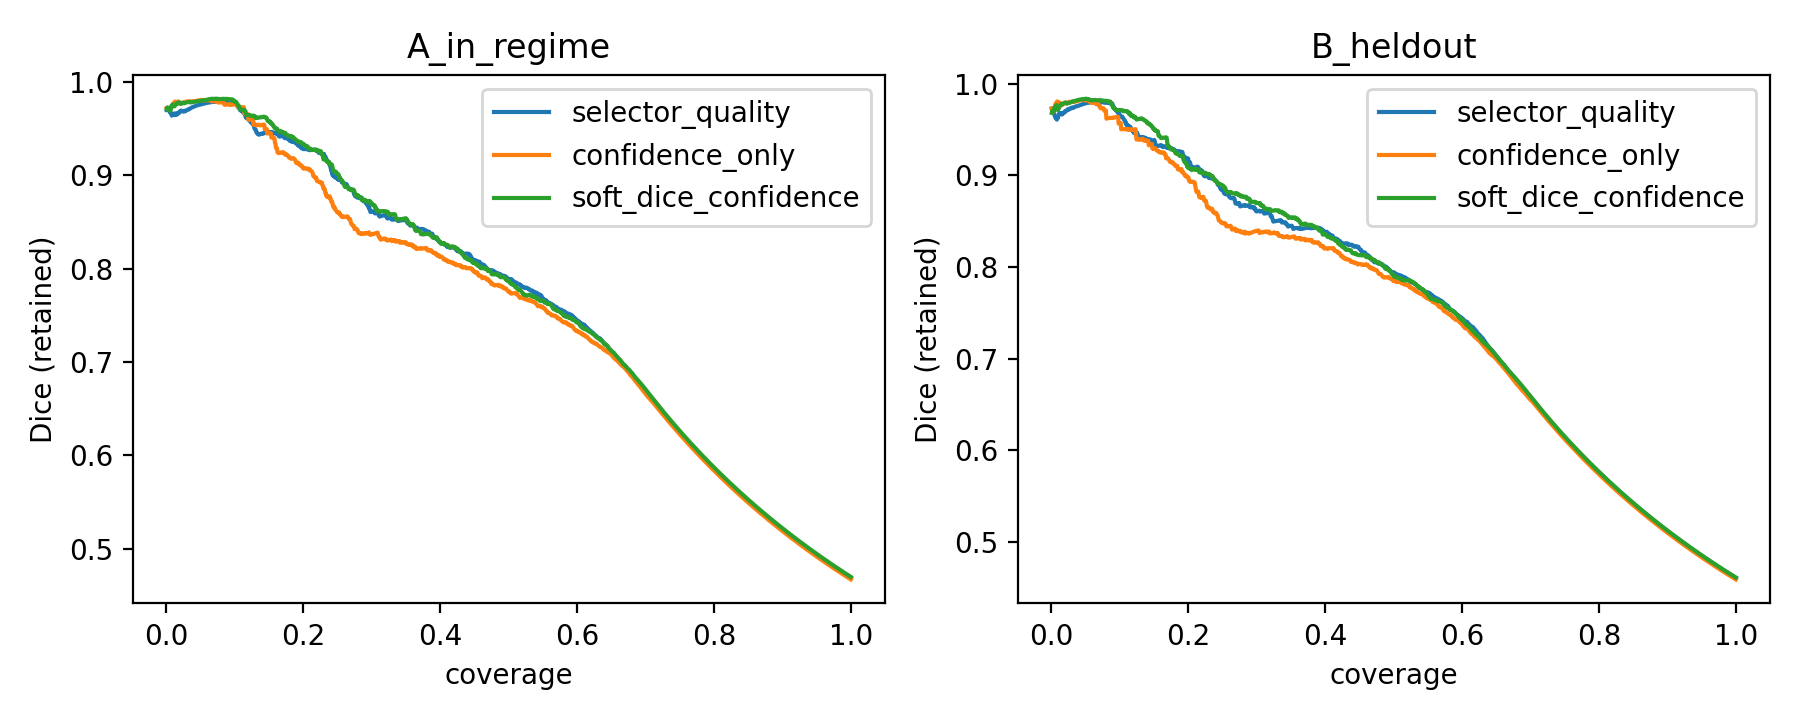 A_in_regime
1.0
0.9
0.8
0.7
0.6
0.5
Dice (retained)
selector_quality
confidence_only
soft_dice_confidence
0.0 0.2 0.4 0.6 0.8 1.0
coverage
B_heldout
1.0
0.9
0.8
0.7
0.6
0.5
Dice (retained)
selector_quality
confidence_only
soft_dice_confidence
0.0 0.2 0.4 0.6 0.8 1.0
coverage